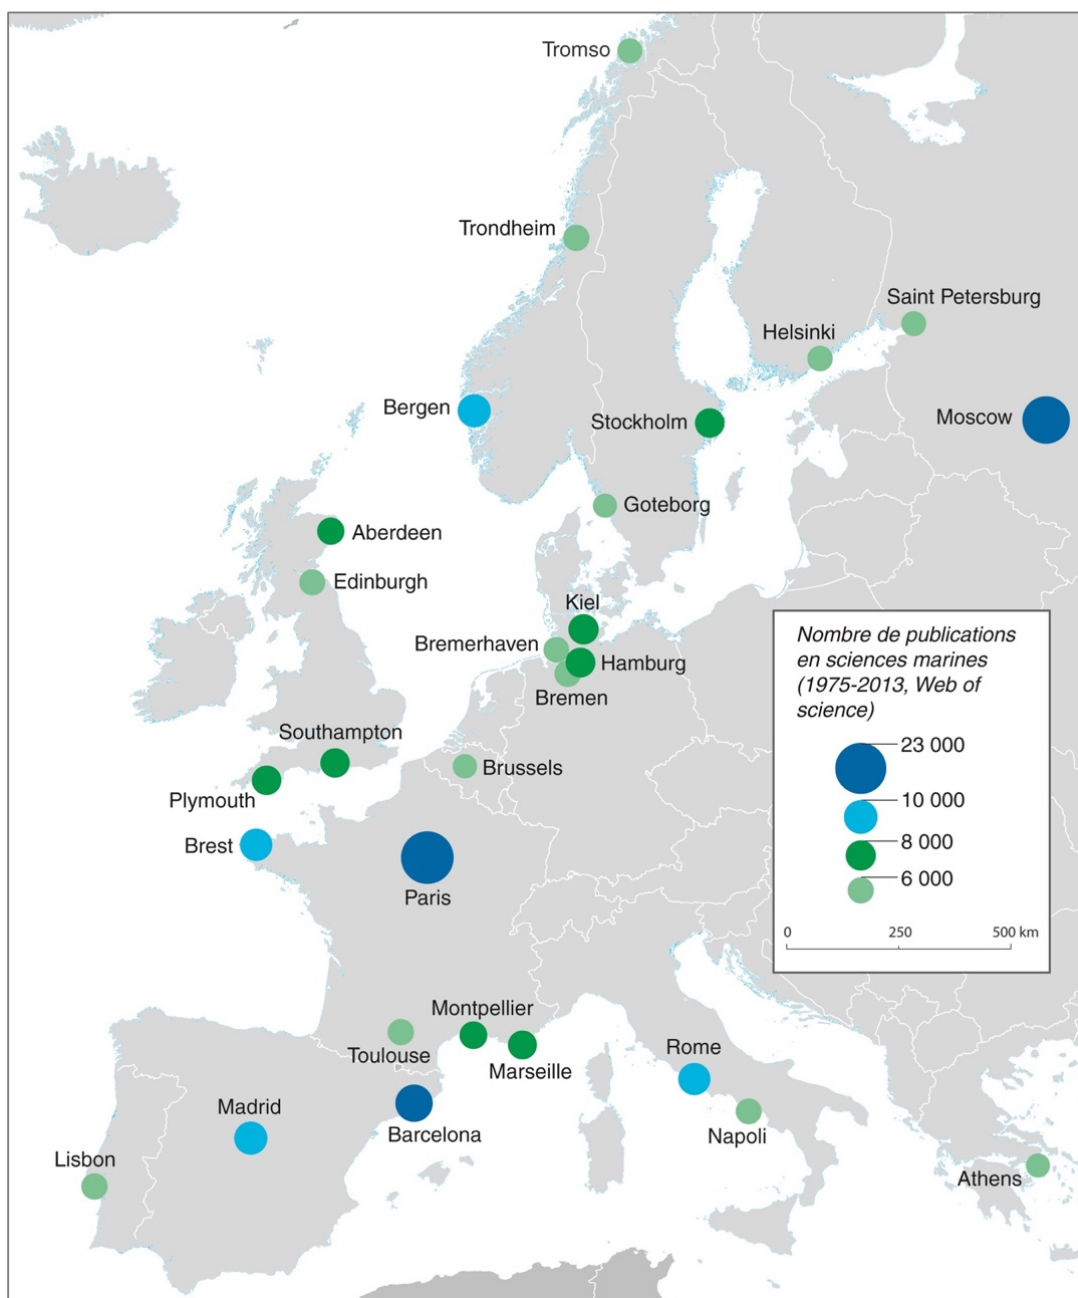 Tromso
Trondheim
Saint Petersburg
Helsinki
Bergen
Stockholm
Moscow
Goteborg
Aberdeen
Edinburgh
Kiel
Bremerhaven
Hamburg
Bremen
Southampton
Brussels
Plymouth
Brest
Paris
Montpellier
Toulouse
Marseille
Rome
Madrid
Barcelona
Napoli
Lisbon
Athens
Nombre de publications
en sciences marines
(1975-2013, Web of
science)
23 000
10 000
8 000
6 000
0 250 500 km